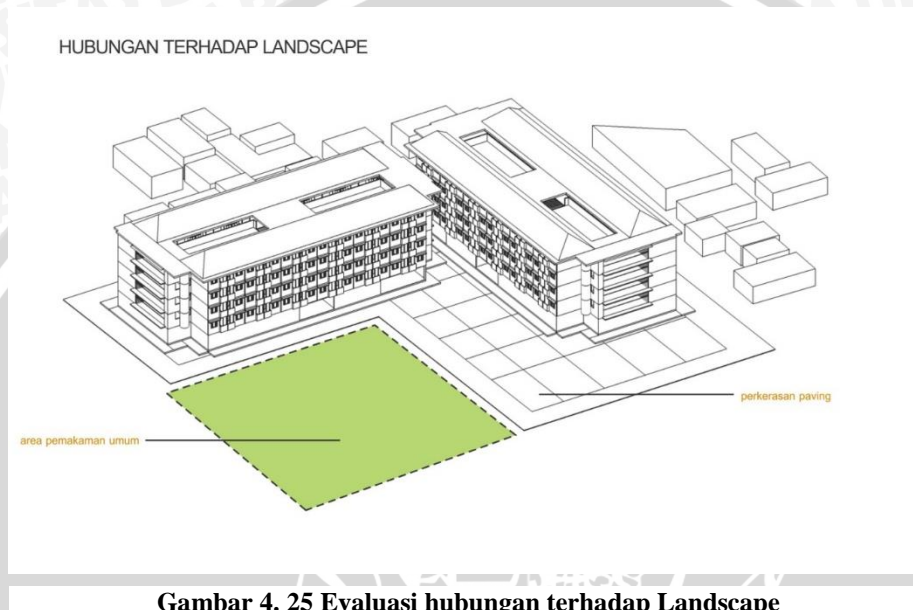 HUBUNGAN TERHADAP LANDSCAPE
perkerasan paving
area pemakaman umum
Gambar 4. 25 Evaluasi hubungan terhadap Landscape